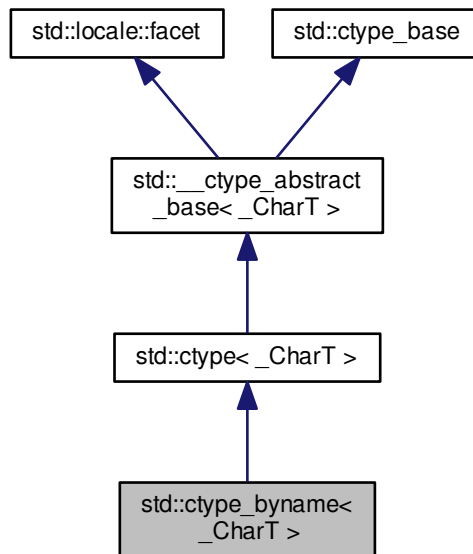 std::locale::facet
std::ctype_base
std::__ctype_abstract
_base< _CharT >
std::ctype< _CharT >
std::ctype_byname<
_CharT >